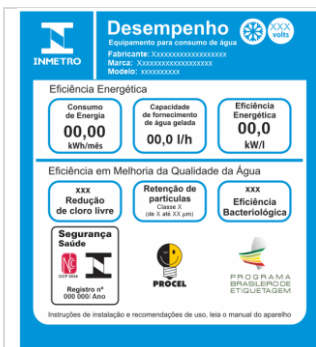 Desempenho
Equipamento para consumo de água
XXX
volts
Fabricante: Xxxxxxxxxxxxxxxxxxx
Marca: Xxxxxxxxxxxxxxxxxxx
Modelo: xxxxxxxxxx
INMETRO
Eficiência Energética
Consumo
de Energia
00,00
kWh/mês
Capacidade
de fornecimento
de água gelada
00,0 l/h
Eficiência
Energética
00,0
kW/l
Eficiência em Melhoria da Qualidade da Água
xxx
Redução
de cloro livre
Retenção de
partículas
Classe X
(de X até XX µm)
xxx
Eficiência
Bacteriológica
Segurança
Saúde
Registro nº
000 000/ Ano
PROCEL
PROGRAMA
BRASILEIRO DE
ETIQUETAGEM
Instruções de instalação e recomendações de uso, leia o manual do aparelho